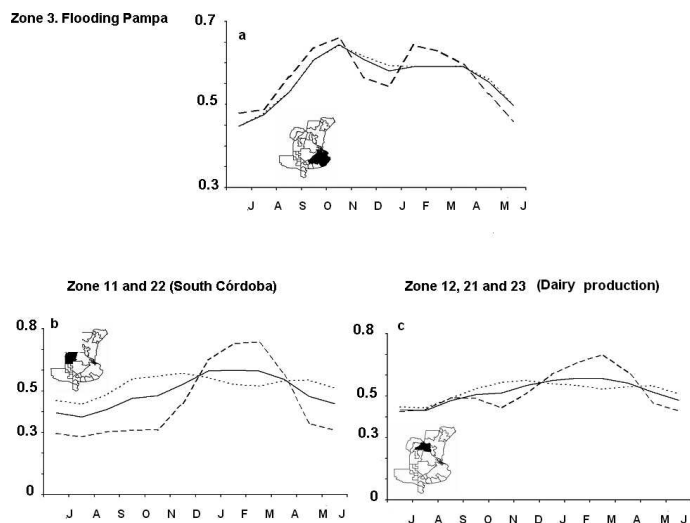 Zone 3. Flooding Pampa
a
0.7
0.5
0.3
J A S O N D J F M A M J
Zone 11 and 22 (South Córdoba)
b
0.8
0.5
0.3
0
J A S O N D J F M A M J
Zone 12, 21 and 23 (Dairy production)
c
0.8
0.5
0.3
0
J A S O N D J F M A M J